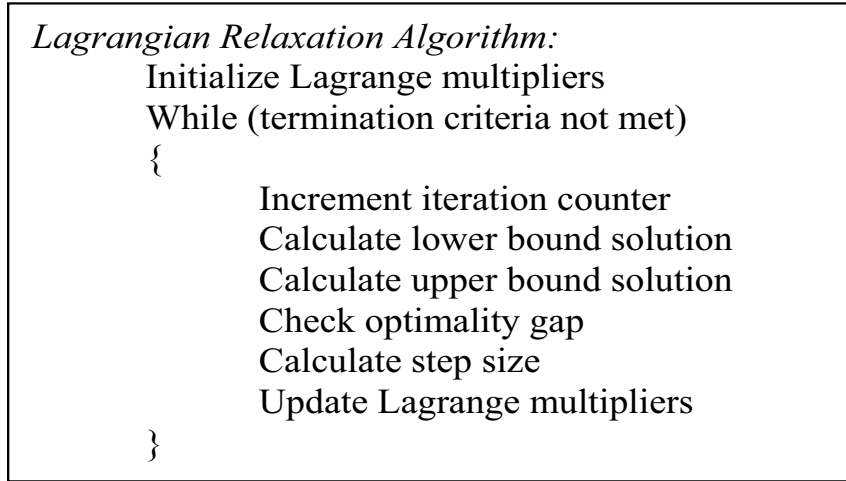 Lagrangian Relaxation Algorithm:
Initialize Lagrange multipliers
While (termination criteria not met)
{
Increment iteration counter
Calculate lower bound solution
Calculate upper bound solution
Check optimality gap
Calculate step size
Update Lagrange multipliers
}